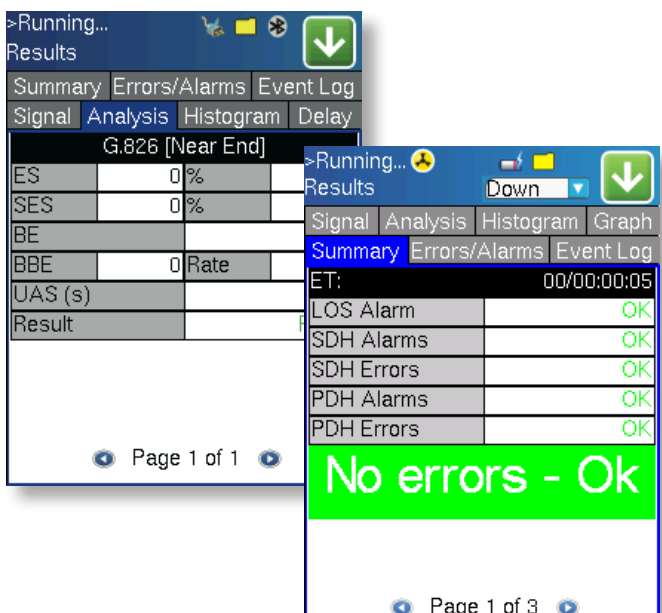 >Running...
Results
Summary Errors/Alarms Event Log
Signal Analysis Histogram Delay
G.826 [Near End]
ES 0 %
SES 0 %
BE
BBE 0 Rate
UAS (s)
Result
Page 1 of 1
>Running...
Results Down
Signal Analysis Histogram Graph
Summary Errors/Alarms Event Log
ET: 00/00:00:05
LOS Alarm OK
SDH Alarms OK
SDH Errors OK
PDH Alarms OK
PDH Errors OK
No errors - Ok
Page 1 of 3